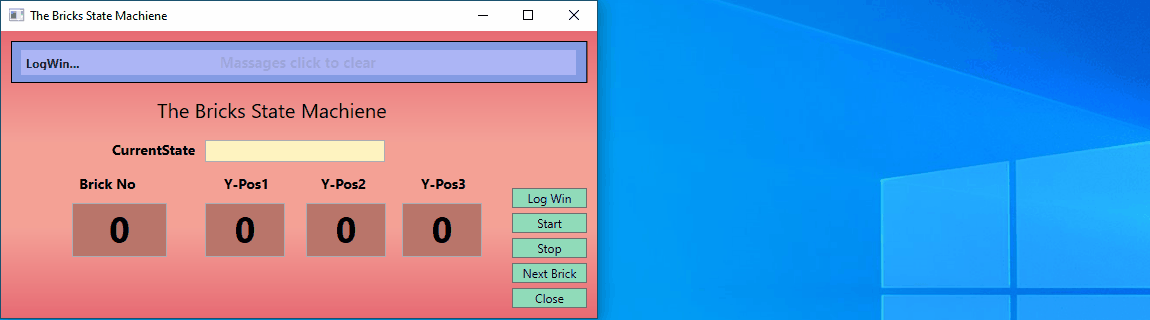 The Bricks State Machiene
LogWin...
Massages click to clear
The Bricks State Machiene
CurrentState
Brick No Y-Pos1 Y-Pos2 Y-Pos3
0 0 0 0
Log Win
Start
Stop
Next Brick
Close